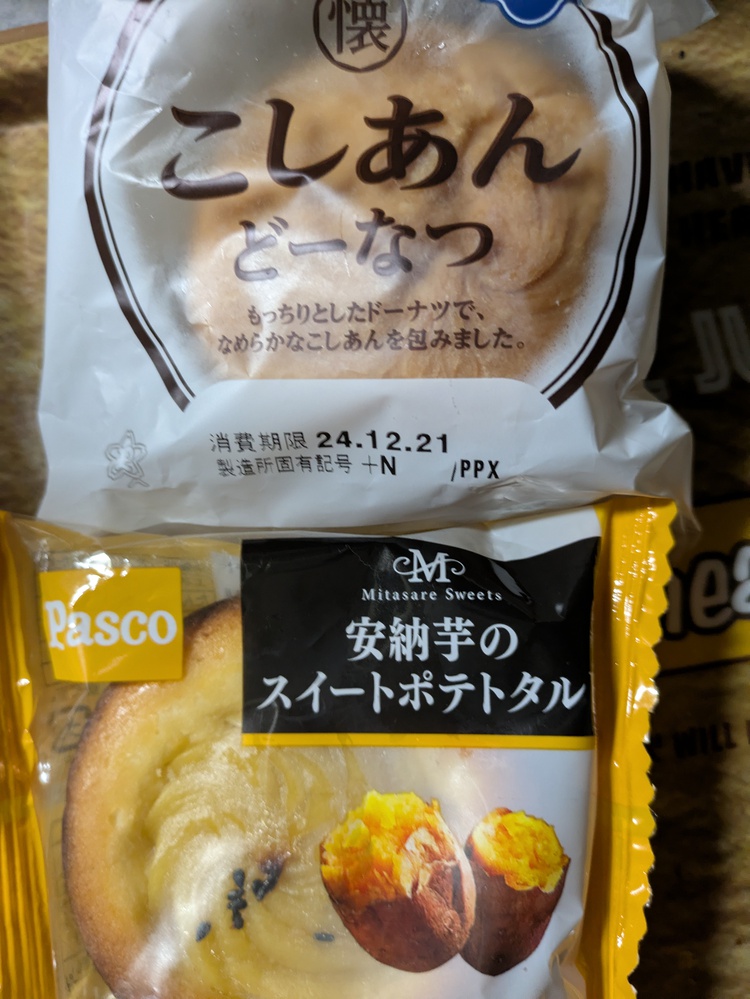 懐
こしあん
どーなつ
もっちりとしたドーナツで、
なめらかなこしあんを包みました。
消費期限 24.12.21
製造所固有記号 +N /PPX
Pasco
M
Mitasare Sweets
安納芋の
スイートポテトタル
WILL